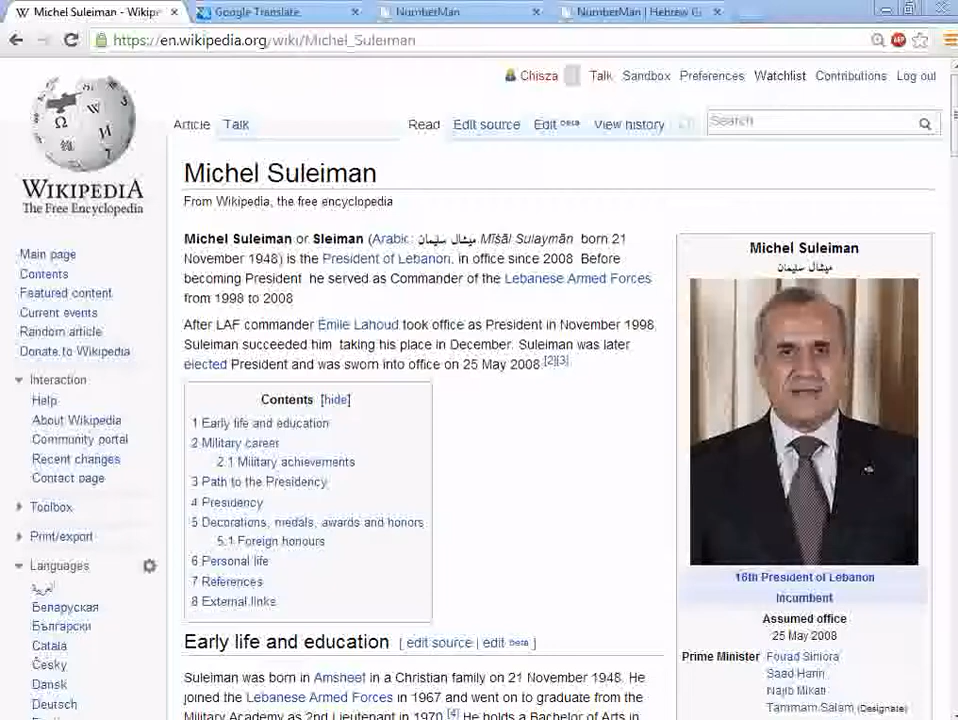 Michel Suleiman - Wikipe
Google Translate
NumberMan
NumberMan | Hebrew G
https://en.wikipedia.org/wiki/Michel_Suleiman
Chisza Talk Sandbox Preferences Watchlist Contributions Log out
Article Talk Read Edit source Edit beta View history Search
WIKIPEDIA
The Free Encyclopedia
Main page
Contents
Featured content
Current events
Random article
Donate to Wikipedia
Interaction
Help
About Wikipedia
Community portal
Recent changes
Contact page
Toolbox
Print/export
Languages
العربية
Беларуская
Български
Català
Česky
Dansk
Deutsch
Michel Suleiman
From Wikipedia, the free encyclopedia
Michel Suleiman or Sleiman (Arabic: ميشال سليمان Mīšāl Sulaymān born 21
November 1948) is the President of Lebanon, in office since 2008 Before
becoming President he served as Commander of the Lebanese Armed Forces
from 1998 to 2008
After LAF commander Émile Lahoud took office as President in November 1998,
Suleiman succeeded him taking his place in December. Suleiman was later
elected President and was sworn into office on 25 May 2008.[2][3]
Contents [hide]
1 Early life and education
2 Military career
2.1 Military achievements
3 Path to the Presidency
4 Presidency
5 Decorations, medals, awards and honors
5.1 Foreign honours
6 Personal life
7 References
8 External links
Early life and education [ edit source | edit beta ]
Suleiman was born in Amsheet in a Christian family on 21 November 1948. He
joined the Lebanese Armed Forces in 1967 and went on to graduate from the
Military Academy as 2nd Lieutenant in 1970.[4] He holds a Bachelor of Arts in
Michel Suleiman
ميشال سليمان
16th President of Lebanon
Incumbent
Assumed office
25 May 2008
Prime Minister Fouad Siniora
Saad Hariri
Najib Mikati
Tammam Salam (Designate)